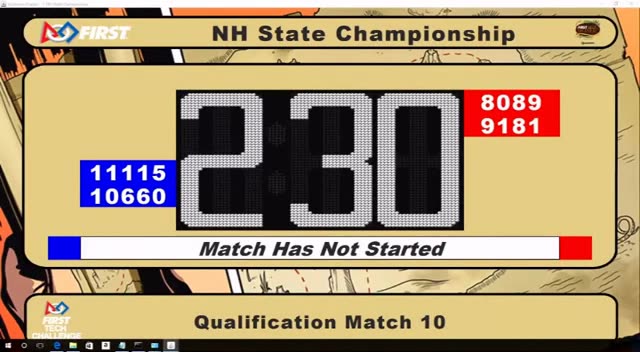 FIRST
NH State Championship
2:30
8089
9181
11115
10660
Match Has Not Started
FIRST
TECH
CHALLENGE
Qualification Match 10